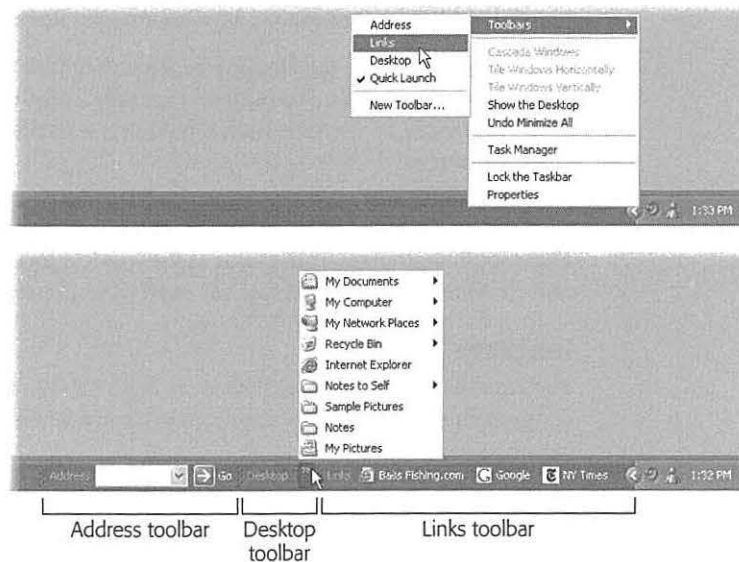 Address
Links
Desktop
Quick Launch
New Toolbar...
Toolbars
Cascade Windows
Tile Windows Horizontally
Tile Windows Vertically
Show the Desktop
Undo Minimize All
Task Manager
Lock the Taskbar
Properties
1:33 PM
My Documents
My Computer
My Network Places
Recycle Bin
Internet Explorer
Notes to Self
Sample Pictures
Notes
My Pictures
Address Go Desktop » Links Bass Fishing.com Google NY Times 1:32 PM
Address toolbar Desktop toolbar Links toolbar